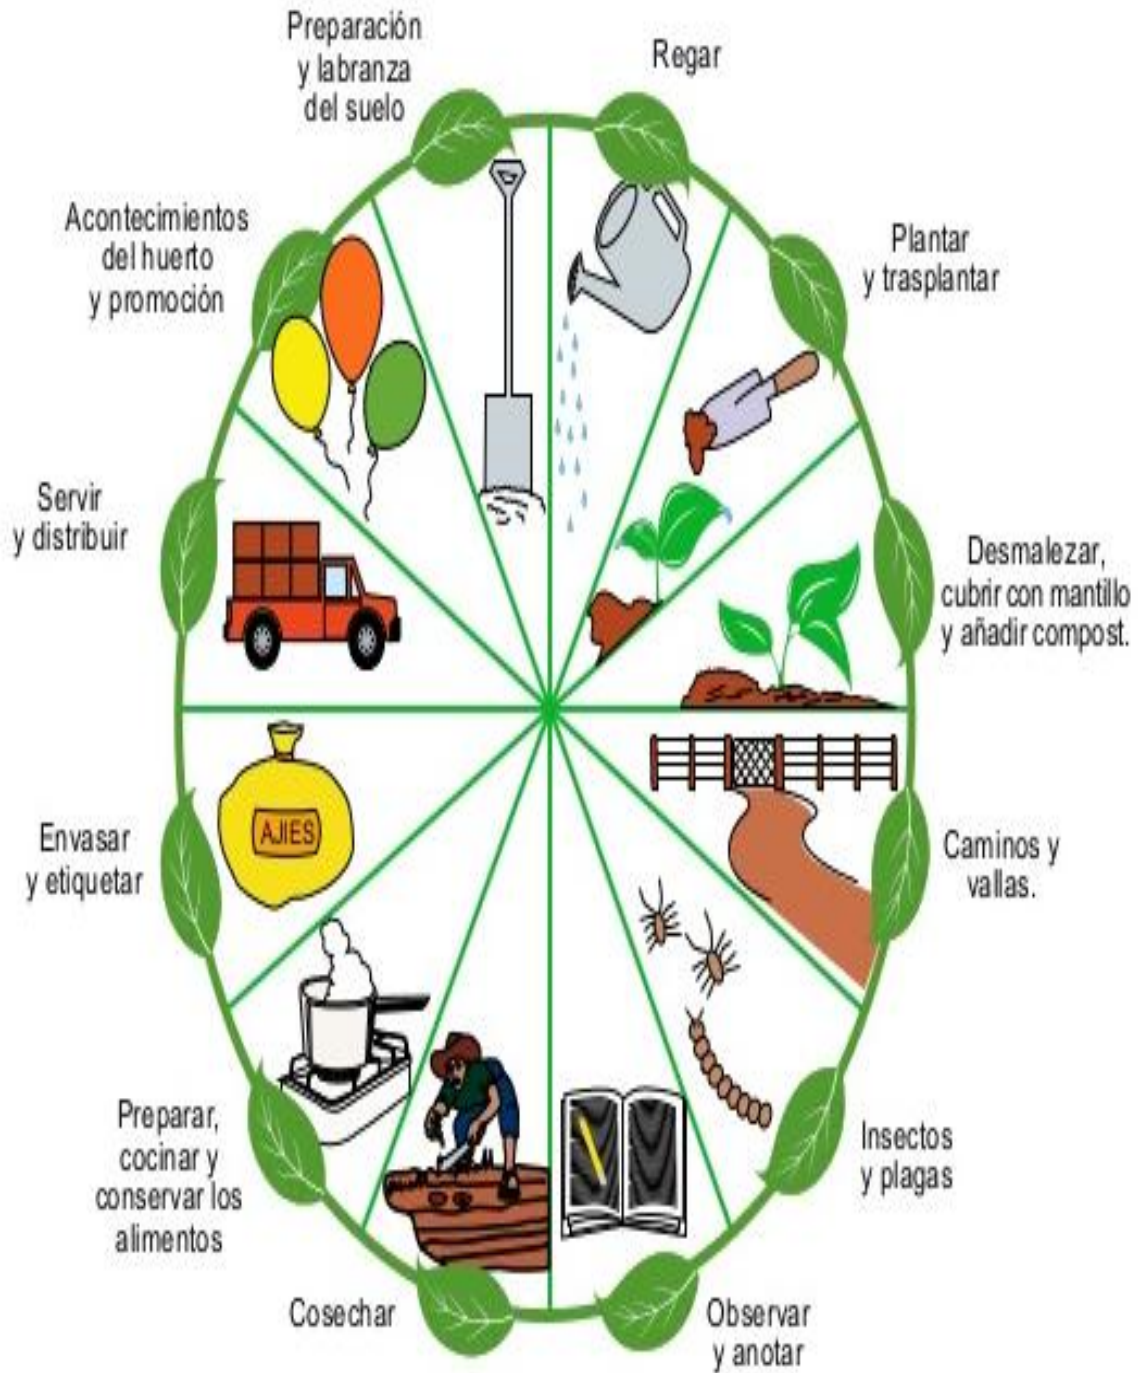 Preparación
y labranza
del suelo
Regar
Plantar
y trasplantar
Desmalezar,
cubrir con mantillo
y añadir compost.
Caminos y
vallas.
Insectos
y plagas
Observar
y anotar
Cosechar
Preparar,
cocinar y
conservar los
alimentos
Envasar
y etiquetar
AJIES
Servir
y distribuir
Acontecimientos
del huerto
y promoción